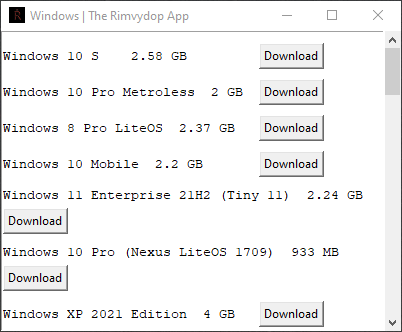 Windows | The Rimvydop App
Windows 10 S    2.58 GB    Download
Windows 10 Pro Metroless  2 GB    Download
Windows 8 Pro LiteOS  2.37 GB    Download
Windows 10 Mobile  2.2 GB    Download
Windows 11 Enterprise 21H2 (Tiny 11)  2.24 GB
Download
Windows 10 Pro (Nexus LiteOS 1709)  933 MB
Download
Windows XP 2021 Edition  4 GB    Download